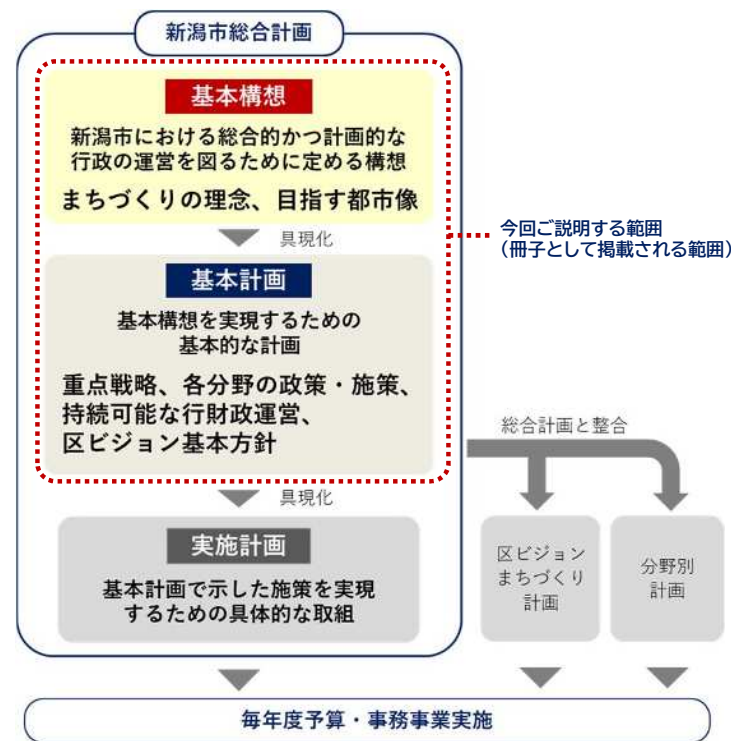 新潟市総合計画
基本構想
新潟市における総合的かつ計画的な
行政の運営を図るために定める構想
まちづくりの理念、目指す都市像
具現化
今回ご説明する範囲
(冊子として掲載される範囲)
基本計画
基本構想を実現するための
基本的な計画
重点戦略、各分野の政策・施策、
持続可能な行財政運営、
区ビジョン基本方針
総合計画と整合
具現化
実施計画
基本計画で示した施策を実現
するための具体的な取組
区ビジョン
まちづくり
計画
分野別
計画
毎年度予算・事務事業実施